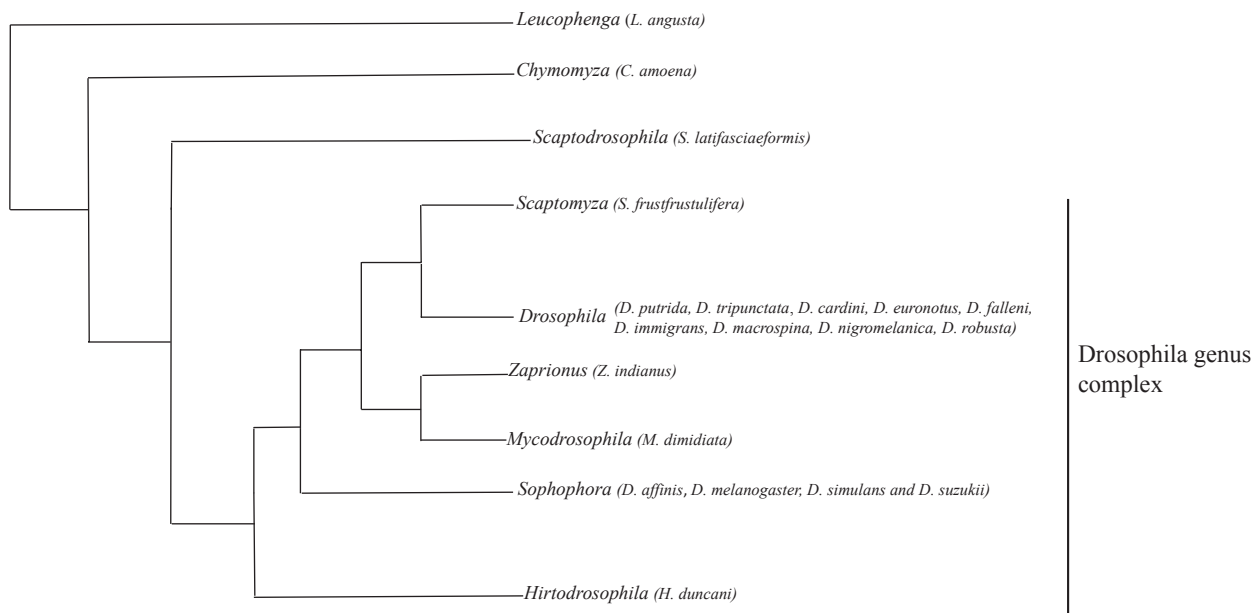 Leucophenga (L. angusta)
Chymomyza (C. amoena)
Scaptodrosophila (S. latifasciaeformis)
Scaptomyza (S. frustfrustulifera)
Drosophila (D. putrida, D. tripunctata, D. cardini, D. euronotus, D. falleni,
D. immigrans, D. macrospina, D. nigromelanica, D. robusta)
Zaprionus (Z. indianus)
Drosophila genus
complex
Mycodrosophila (M. dimidiata)
Sophophora (D. affinis, D. melanogaster, D. simulans and D. suzukii)
Hirtodrosophila (H. duncani)